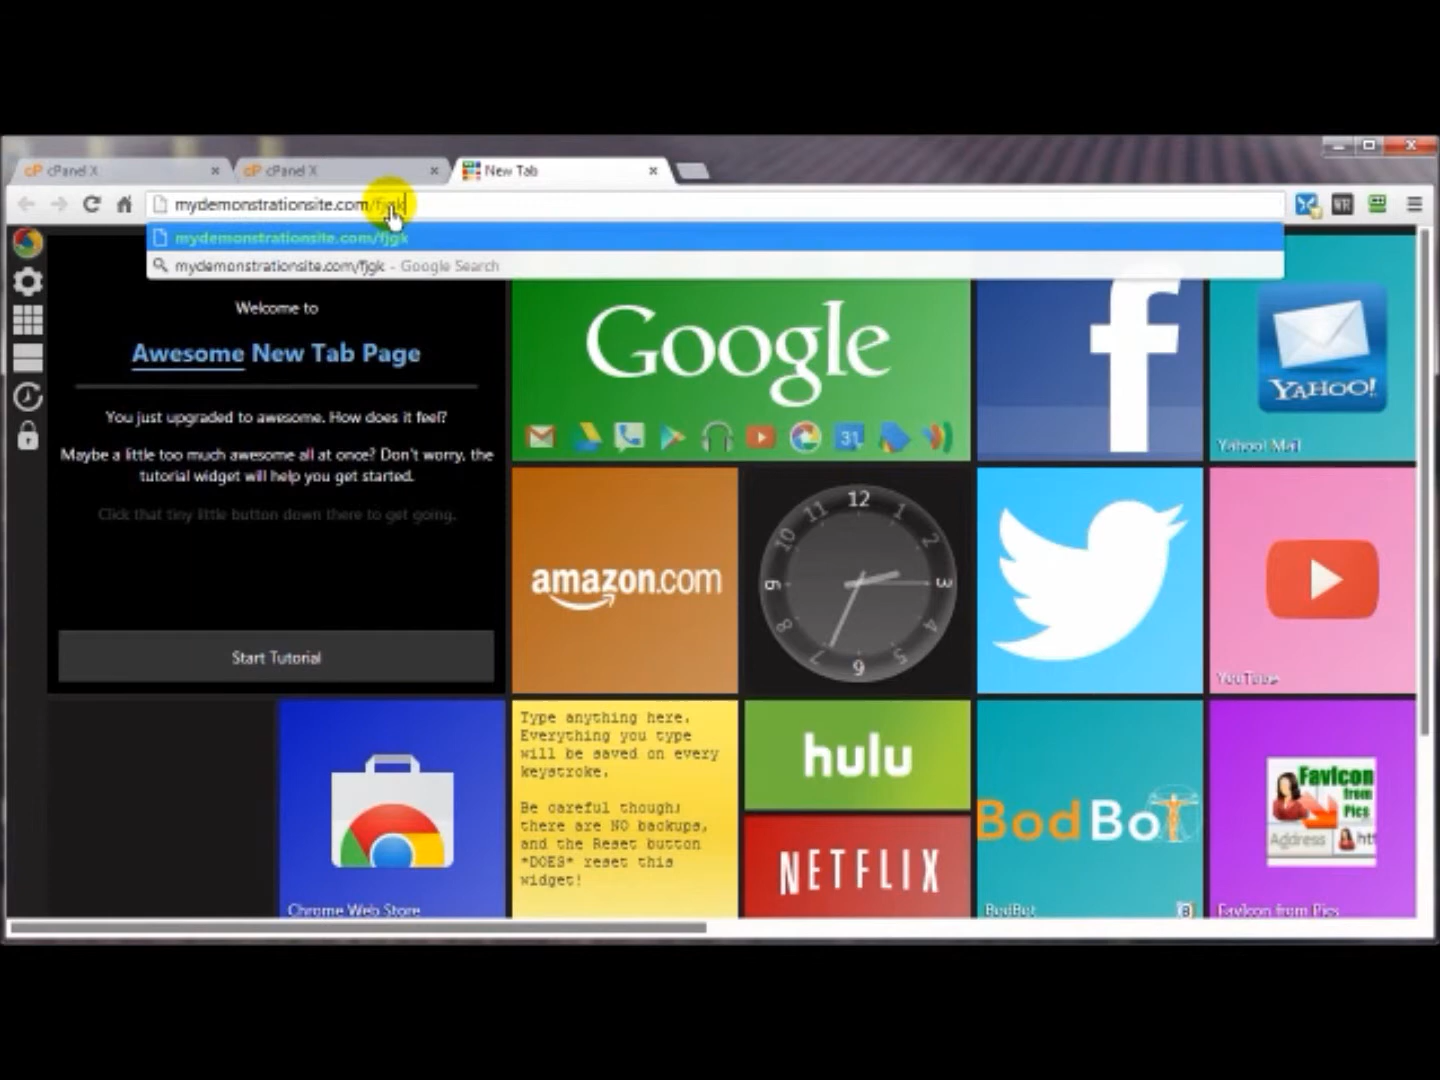 cP cPanel X
cP cPanel X
New Tab
mydemonstrationsite.com/fjgk
mydemonstrationsite.com/fjgk
mydemonstrationsite.com/fjgk - Google Search
Welcome to
Awesome New Tab Page
You just upgraded to awesome. How does it feel?
Maybe a little too much awesome all at once? Don't worry, the
tutorial widget will help you get started.
Click that tiny little button down there to get going.
Start Tutorial
Google
31
f
YAHOO!
Yahoo! Mail
amazon.com
12
1
2
3
4
5
6
7
8
9
10
11
YouTube
Chrome Web Store
Type anything here.
Everything you type
will be saved on every
keystroke.
Be careful though;
there are NO backups,
and the Reset button
*DOES* reset this
widget!
hulu
NETFLIX
BodBot
BodBot
FavIcon
from
Pics
Address
htt
FavIcon from Pics